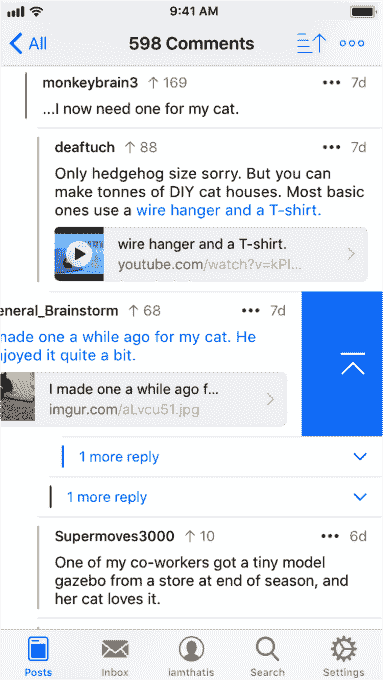 9:41 AM
All
598 Comments
monkeybrain3 ↑ 169 ••• 7d
...I now need one for my cat.
deaftuch ↑ 88 ••• 7d
Only hedgehog size sorry. But you can
make tonnes of DIY cat houses. Most basic
ones use a wire hanger and a T-shirt.
wire hanger and a T-shirt.
youtube.com/watch?v=kPl...
eneral_Brainstorm ↑ 68 ••• 7d
made one a while ago for my cat. He
njoyed it quite a bit.
I made one a while ago f...
imgur.com/aLvcu51.jpg
1 more reply
1 more reply
Supermoves3000 ↑ 10 ••• 6d
One of my co-workers got a tiny model
gazebo from a store at end of season, and
her cat loves it.
Posts
Inbox
iamthatis
Search
Settings